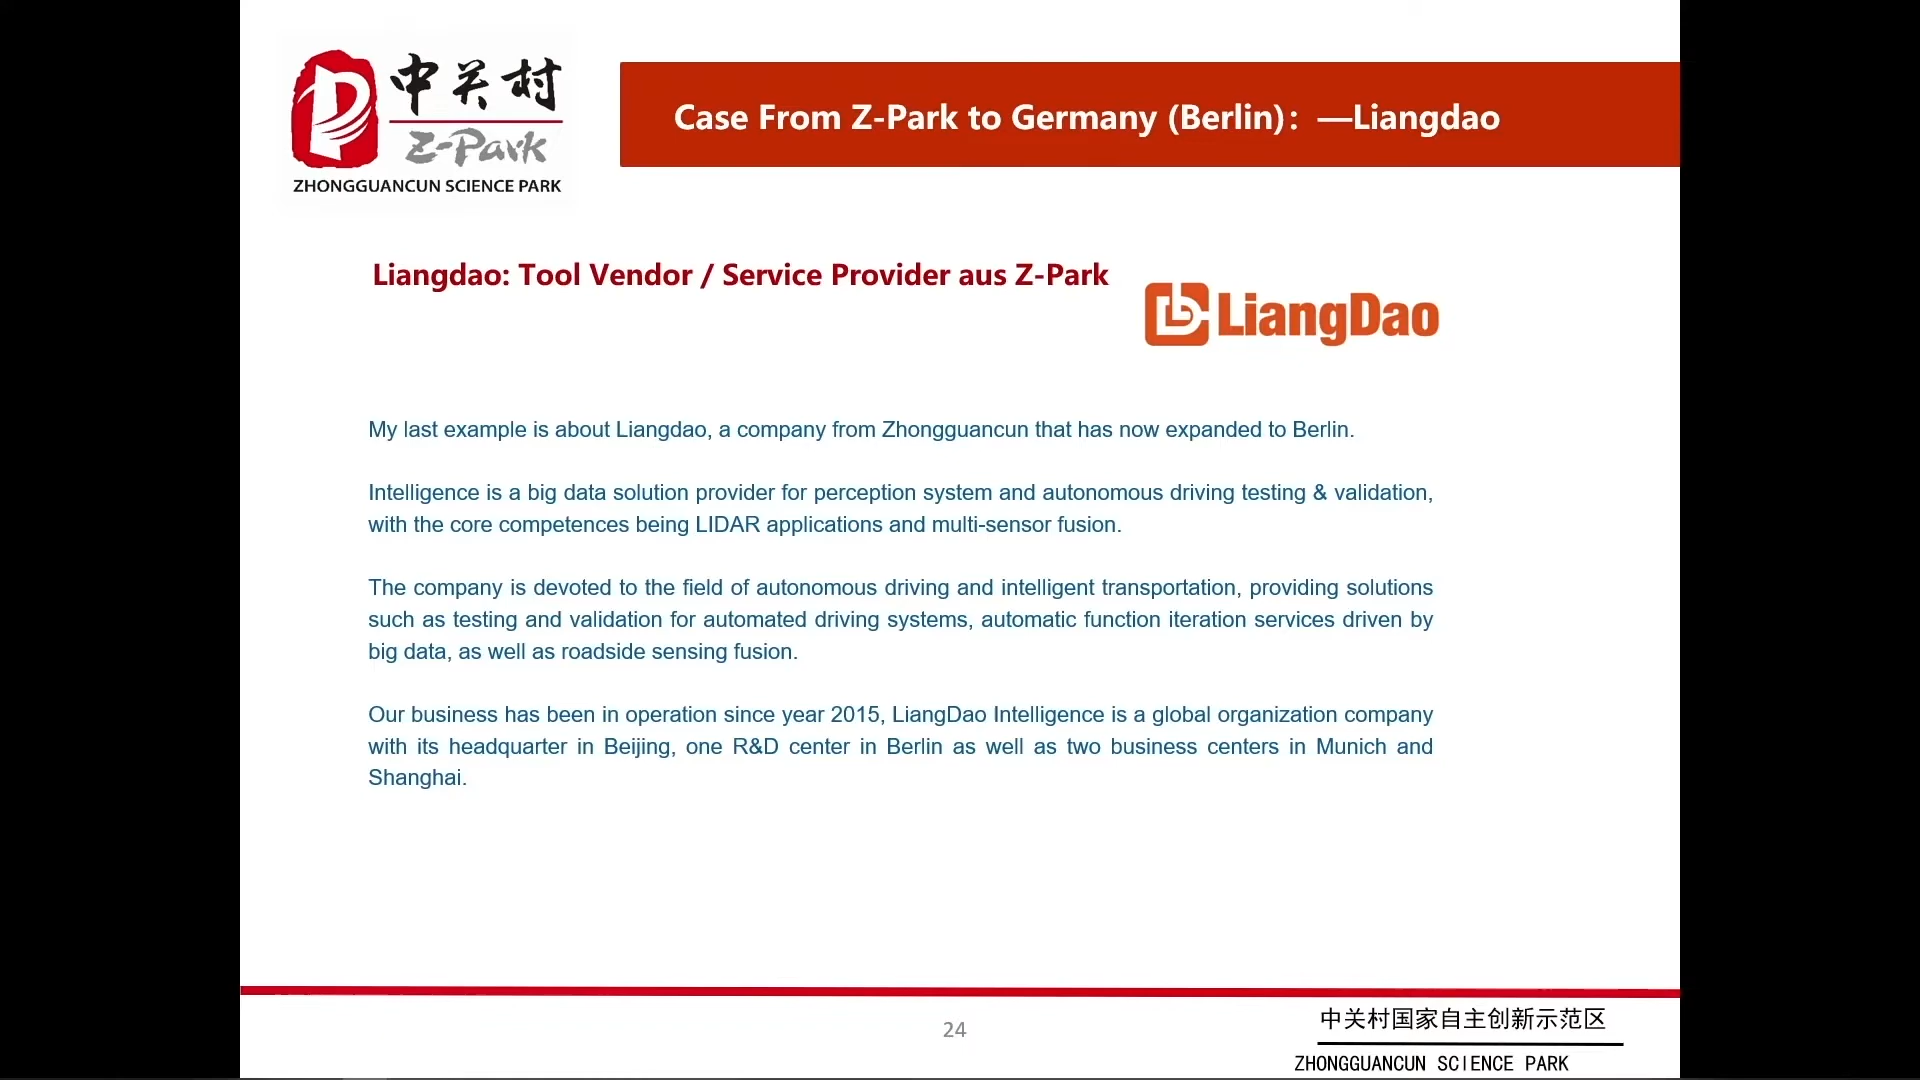 中关村
Z-Park
ZHONGGUANCUN SCIENCE PARK
Case From Z-Park to Germany (Berlin)：—Liangdao
Liangdao: Tool Vendor / Service Provider aus Z-Park
LiangDao
My last example is about Liangdao, a company from Zhongguancun that has now expanded to Berlin.
Intelligence is a big data solution provider for perception system and autonomous driving testing & validation,
with the core competences being LIDAR applications and multi-sensor fusion.
The company is devoted to the field of autonomous driving and intelligent transportation, providing solutions
such as testing and validation for automated driving systems, automatic function iteration services driven by
big data, as well as roadside sensing fusion.
Our business has been in operation since year 2015, LiangDao Intelligence is a global organization company
with its headquarter in Beijing, one R&D center in Berlin as well as two business centers in Munich and
Shanghai.
24
中关村国家自主创新示范区
ZHONGGUANCUN SCIENCE PARK